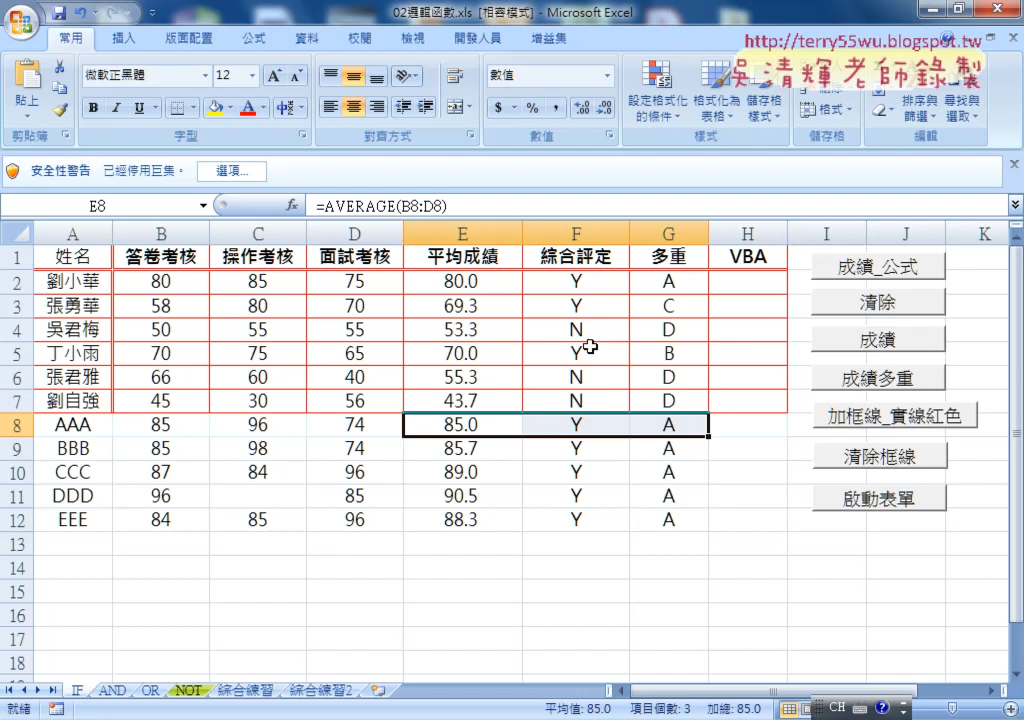 02邏輯函數.xls [相容模式] - Microsoft Excel
常用 插入 版面配置 公式 資料 校閱 檢視 開發人員 增益集
http://terry55wu.blogspot.tw
吳清輝老師錄製
貼上 微軟正黑體 12 A A 數值 設定格式化的條件 格式化為表格 儲存格樣式 刪除 格式 排序與篩選 尋找與選取
B I U A 中 $ % ,
剪貼簿 字型 對齊方式 數值 樣式 儲存格 編輯
安全性警告 已經停用巨集。 選項...
E8 fx =AVERAGE(B8:D8)
A B C D E F G H I J K
1 姓名 答卷考核 操作考核 面試考核 平均成績 綜合評定 多重 VBA
2 劉小華 80 85 75 80.0 Y A
3 張勇華 58 80 70 69.3 Y C
4 吳君梅 50 55 55 53.3 N D
5 丁小雨 70 75 65 70.0 Y B
6 張君雅 66 60 40 55.3 N D
7 劉自強 45 30 56 43.7 N D
8 AAA 85 96 74 85.0 Y A
9 BBB 85 98 74 85.7 Y A
10 CCC 87 84 96 89.0 Y A
11 DDD 96 85 90.5 Y A
12 EEE 84 85 96 88.3 Y A
13
14
15
16
17
18
成績_公式
清除
成績
成績多重
加框線_實線紅色
清除框線
啟動表單
IF AND OR NOT 綜合練習 綜合練習2
就緒 平均值: 85.0 項目個數: 3 加總: 85.0 CH